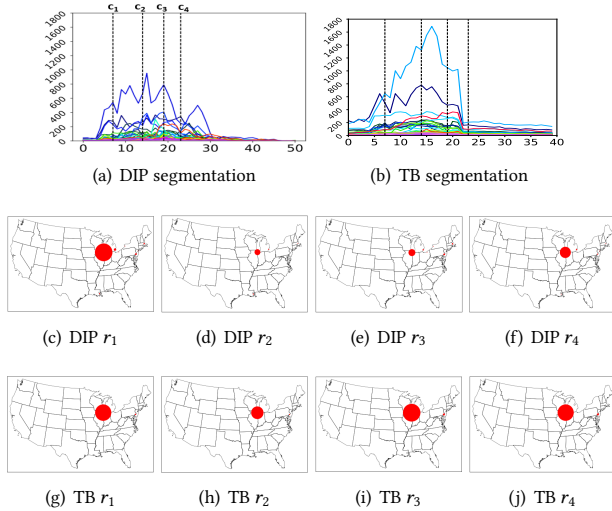 c1 c2 c3 c4
1800
1600
1400
1200
1000
800
600
400
200
0
0 10 20 30 40 50
1800
1600
1400
1200
1000
800
600
400
200
0
0 5 10 15 20 25 30 35 40
(a) DIP segmentation
(b) TB segmentation
(c) DIP r1
(d) DIP r2
(e) DIP r3
(f) DIP r4
(g) TB r1
(h) TB r2
(i) TB r3
(j) TB r4